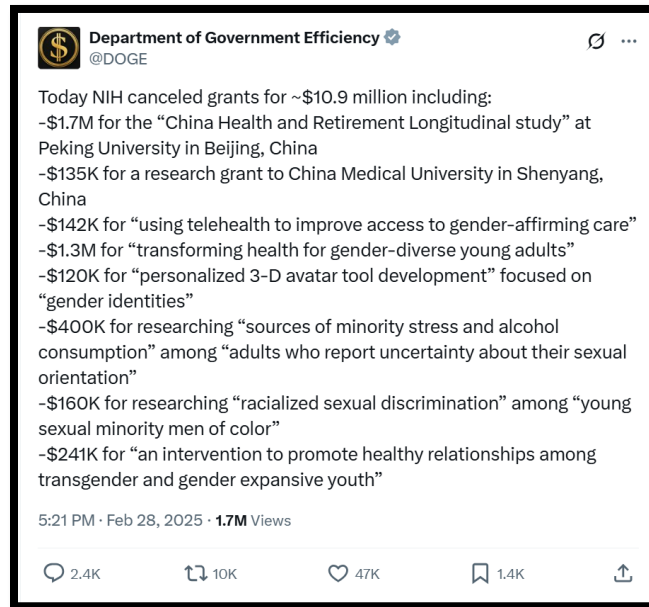 Department of Government Efficiency
@DOGE
Today NIH canceled grants for ~$10.9 million including:
-$1.7M for the “China Health and Retirement Longitudinal study” at
Peking University in Beijing, China
-$135K for a research grant to China Medical University in Shenyang,
China
-$142K for “using telehealth to improve access to gender-affirming care”
-$1.3M for “transforming health for gender-diverse young adults”
-$120K for “personalized 3-D avatar tool development” focused on
“gender identities”
-$400K for researching “sources of minority stress and alcohol
consumption” among “adults who report uncertainty about their sexual
orientation”
-$160K for researching “racialized sexual discrimination” among “young
sexual minority men of color”
-$241K for “an intervention to promote healthy relationships among
transgender and gender expansive youth”
5:21 PM · Feb 28, 2025 · 1.7M Views
2.4K 10K 47K 1.4K